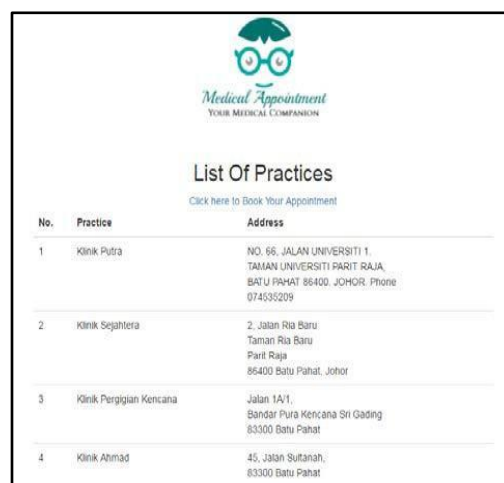 Medical Appointment
YOUR MEDICAL COMPANION
List Of Practices
Click here to Book Your Appointment
No. Practice Address
1 Klinik Putra NO. 66, JALAN UNIVERSITI 1.
TAMAN UNIVERSITI PARIT RAJA,
BATU PAHAT 86400. JOHOR. Phone
074535209
2 Klinik Sejahtera 2, Jalan Ria Baru
Taman Ria Baru
Parit Raja
86400 Batu Pahat, Johor
3 Klinik Pergigian Kencana Jalan 1A/1,
Bandar Pura Kencana Sri Gading
83300 Batu Pahat
4 Klinik Ahmad 45, Jalan Sultanah,
83300 Batu Pahat